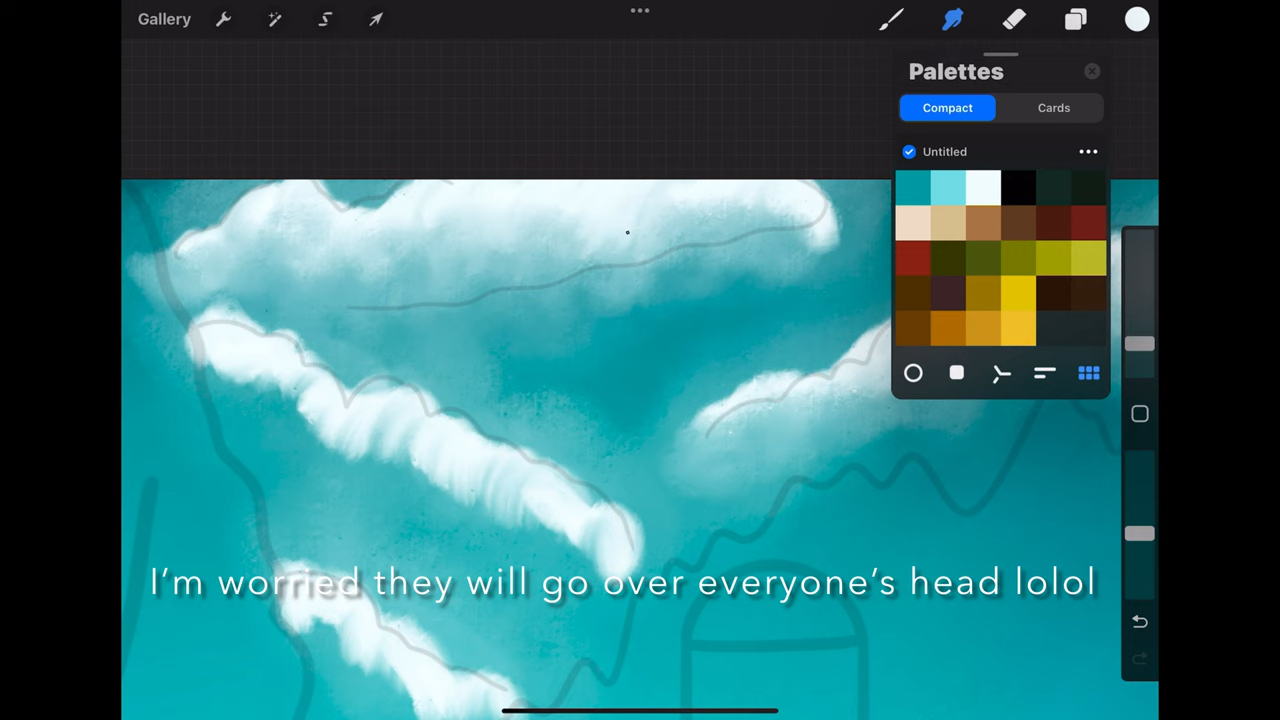 Gallery
Palettes
Compact
Cards
Untitled
I'm worried they will go over everyone's head lolol